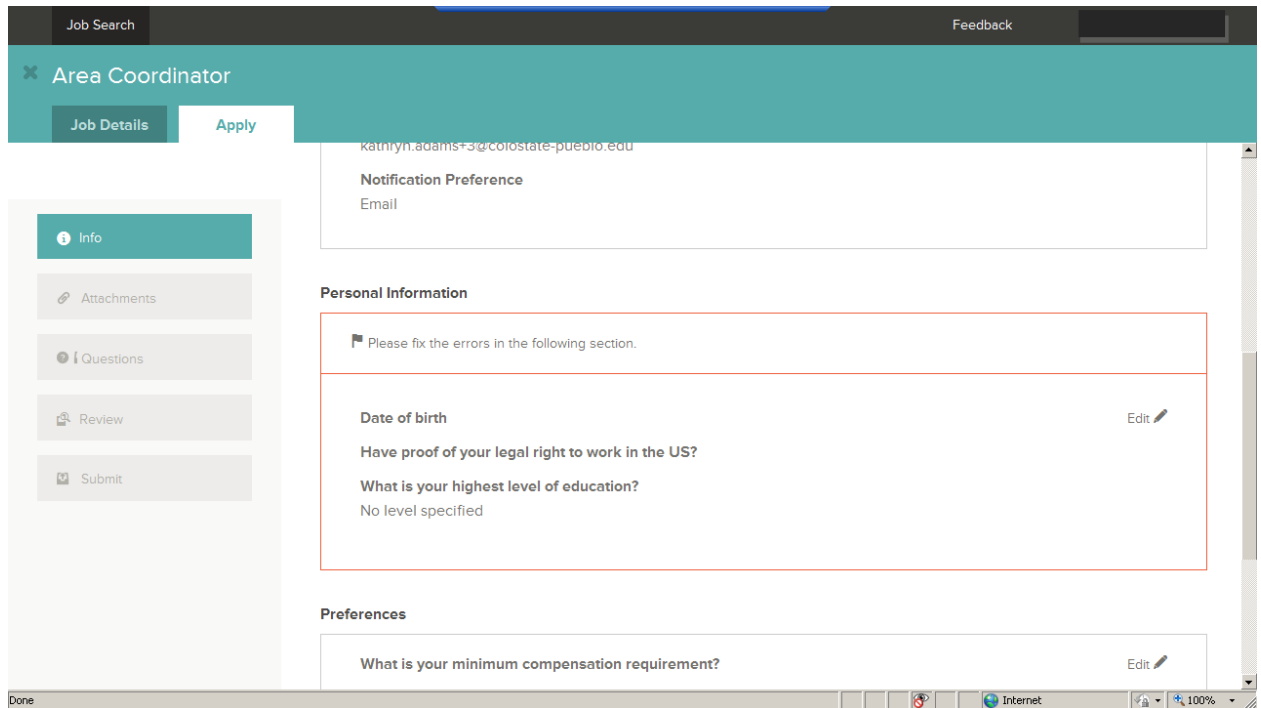 Job Search
Feedback
Area Coordinator
Job Details
Apply
kathryn.adams+3@colostate-pueblo.edu
Notification Preference
Email
Info
Attachments
Questions
Review
Submit
Personal Information
Please fix the errors in the following section.
Date of birth
Edit
Have proof of your legal right to work in the US?
What is your highest level of education?
No level specified
Preferences
What is your minimum compensation requirement?
Edit
Done
Internet
100%